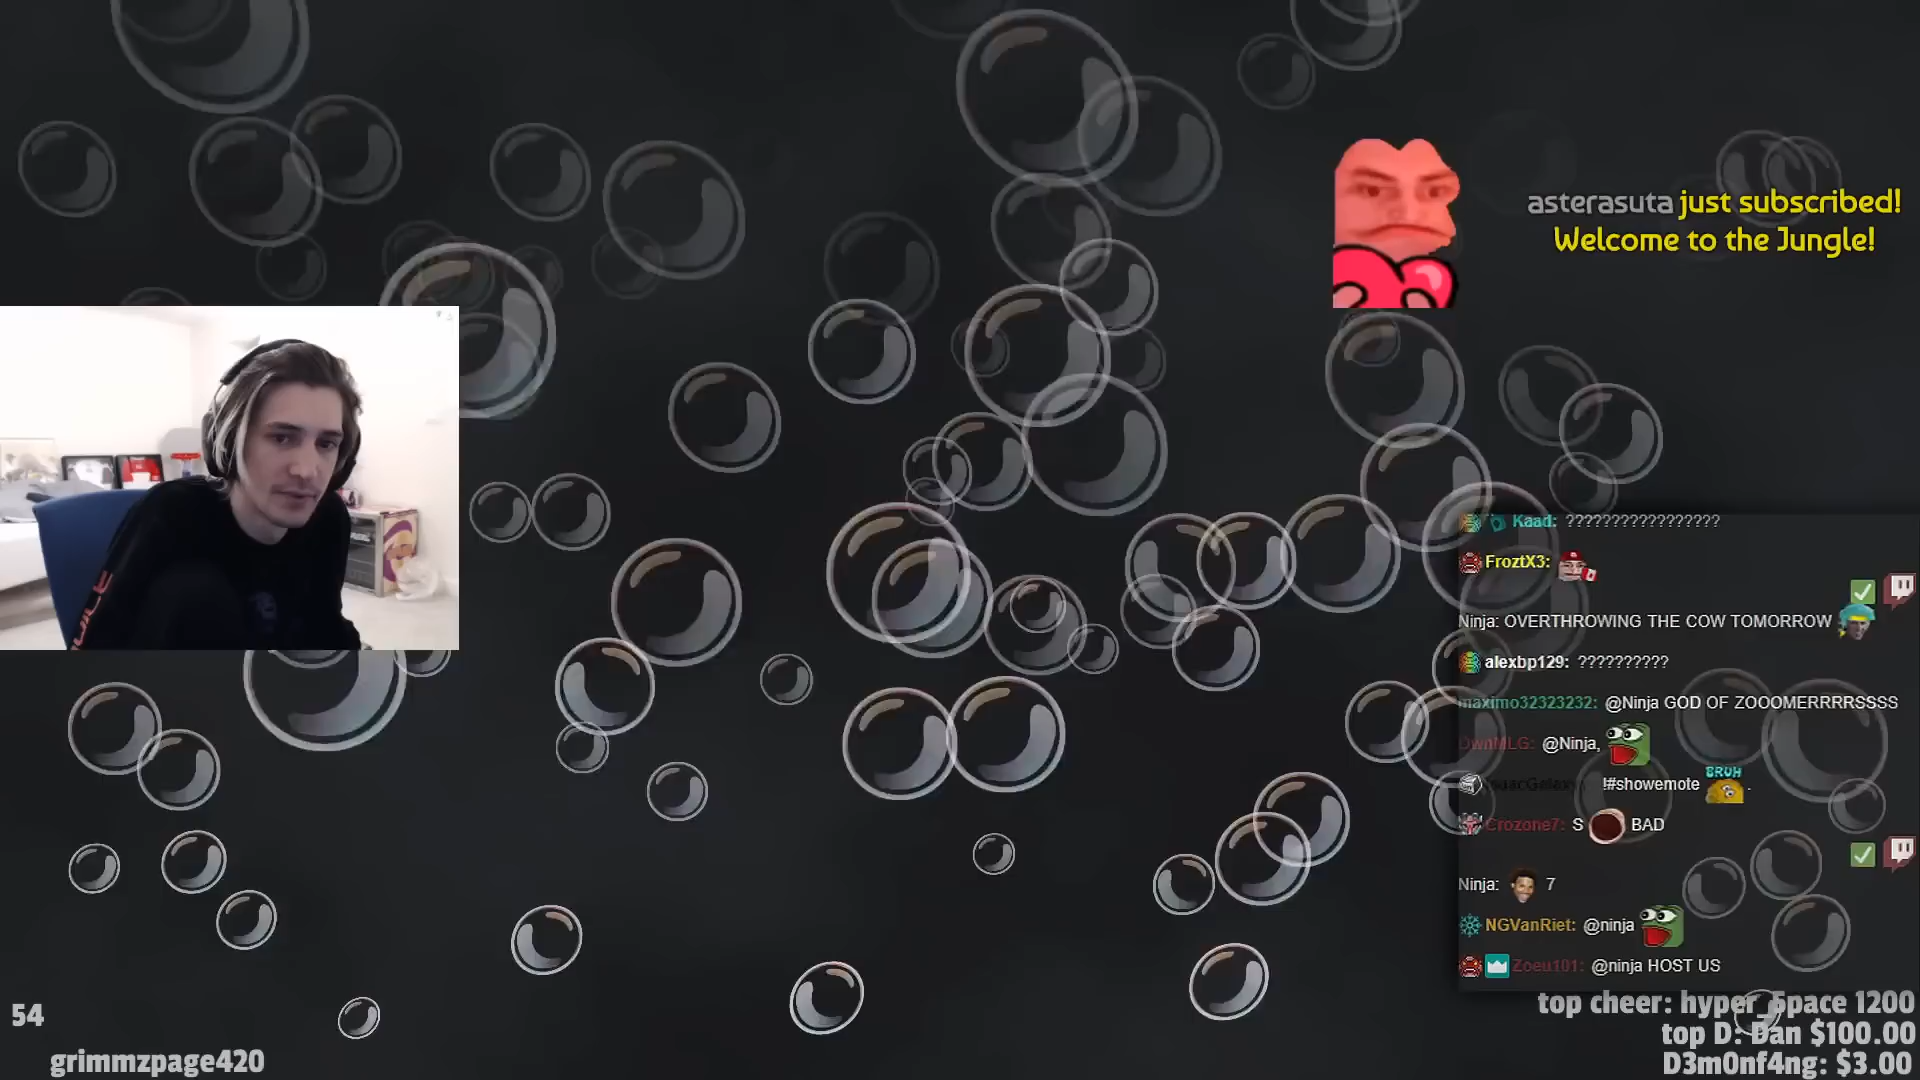 asterasuta just subscribed!
Welcome to the Jungle!
Kaad: ?????????????????
FroztX3:
Ninja: OVERTHROWING THE COW TOMORROW
alexbp129: ??????????
maximo32323232: @Ninja GOD OF ZOOOMERRRRSSSS
OwnMLG: @Ninja,
!#showemote BRUH .
Crozone7: S BAD
Ninja: 7
NGVanRiet: @ninja
Zoeu101: @ninja HOST US
54
top cheer: hyper_Space 1200
top D: Dan $100.00
grimmzpage420
D3m0nf4ng: $3.00